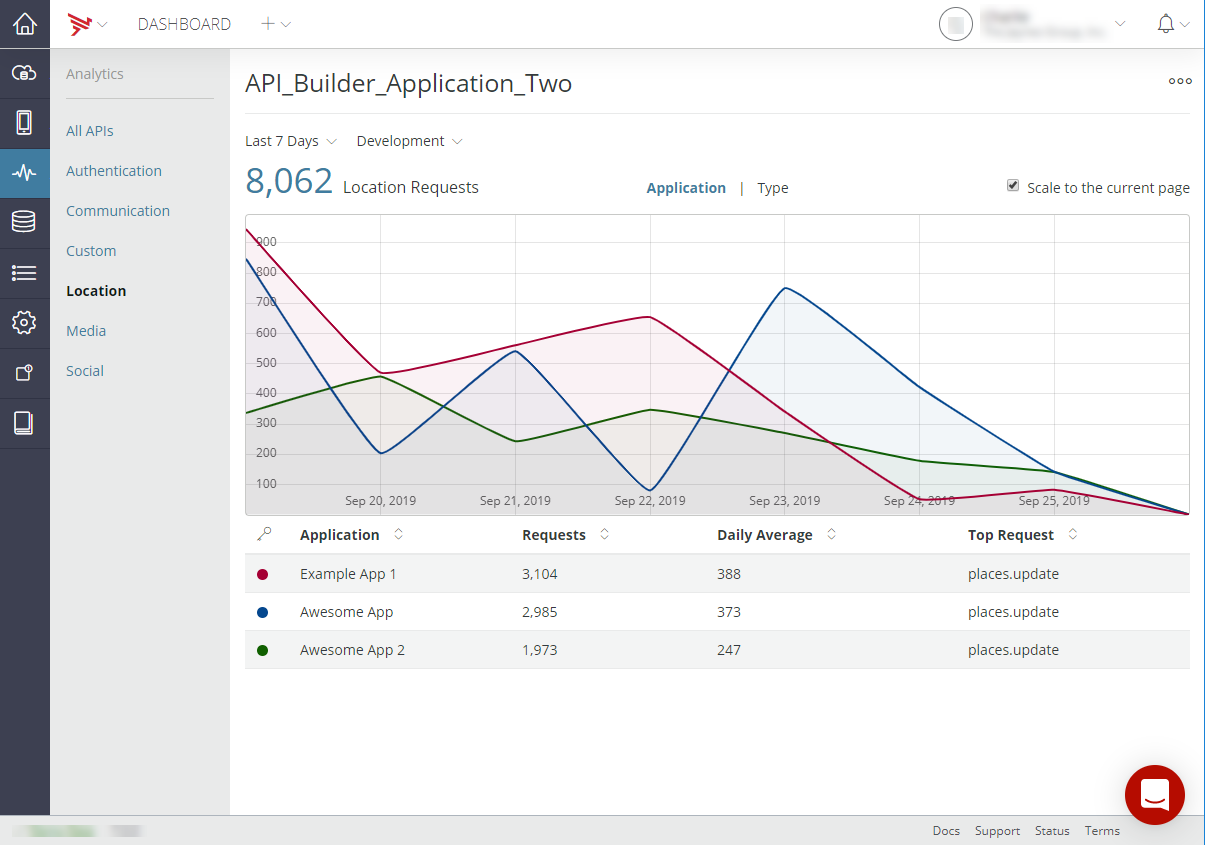 DASHBOARD
Analytics
All APIs
Authentication
Communication
Custom
Location
Media
Social
API_Builder_Application_Two
Last 7 Days Development
8,062 Location Requests
Application | Type
Scale to the current page
900
800
700
600
500
400
300
200
100
Sep 20, 2019 Sep 21, 2019 Sep 22, 2019 Sep 23, 2019 Sep 24, 2019 Sep 25, 2019
Application Requests Daily Average Top Request
Example App 1 3,104 388 places.update
Awesome App 2,985 373 places.update
Awesome App 2 1,973 247 places.update
Docs Support Status Terms